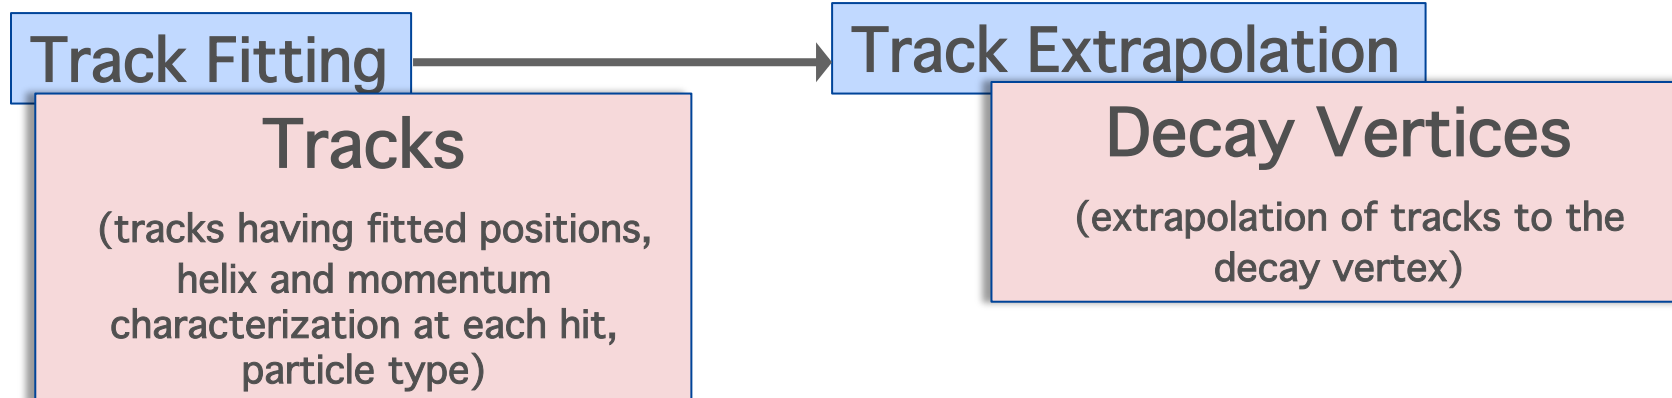 Track Fitting
Tracks
(tracks having fitted positions,
helix and momentum
characterization at each hit,
particle type)
Track Extrapolation
Decay Vertices
(extrapolation of tracks to the
decay vertex)